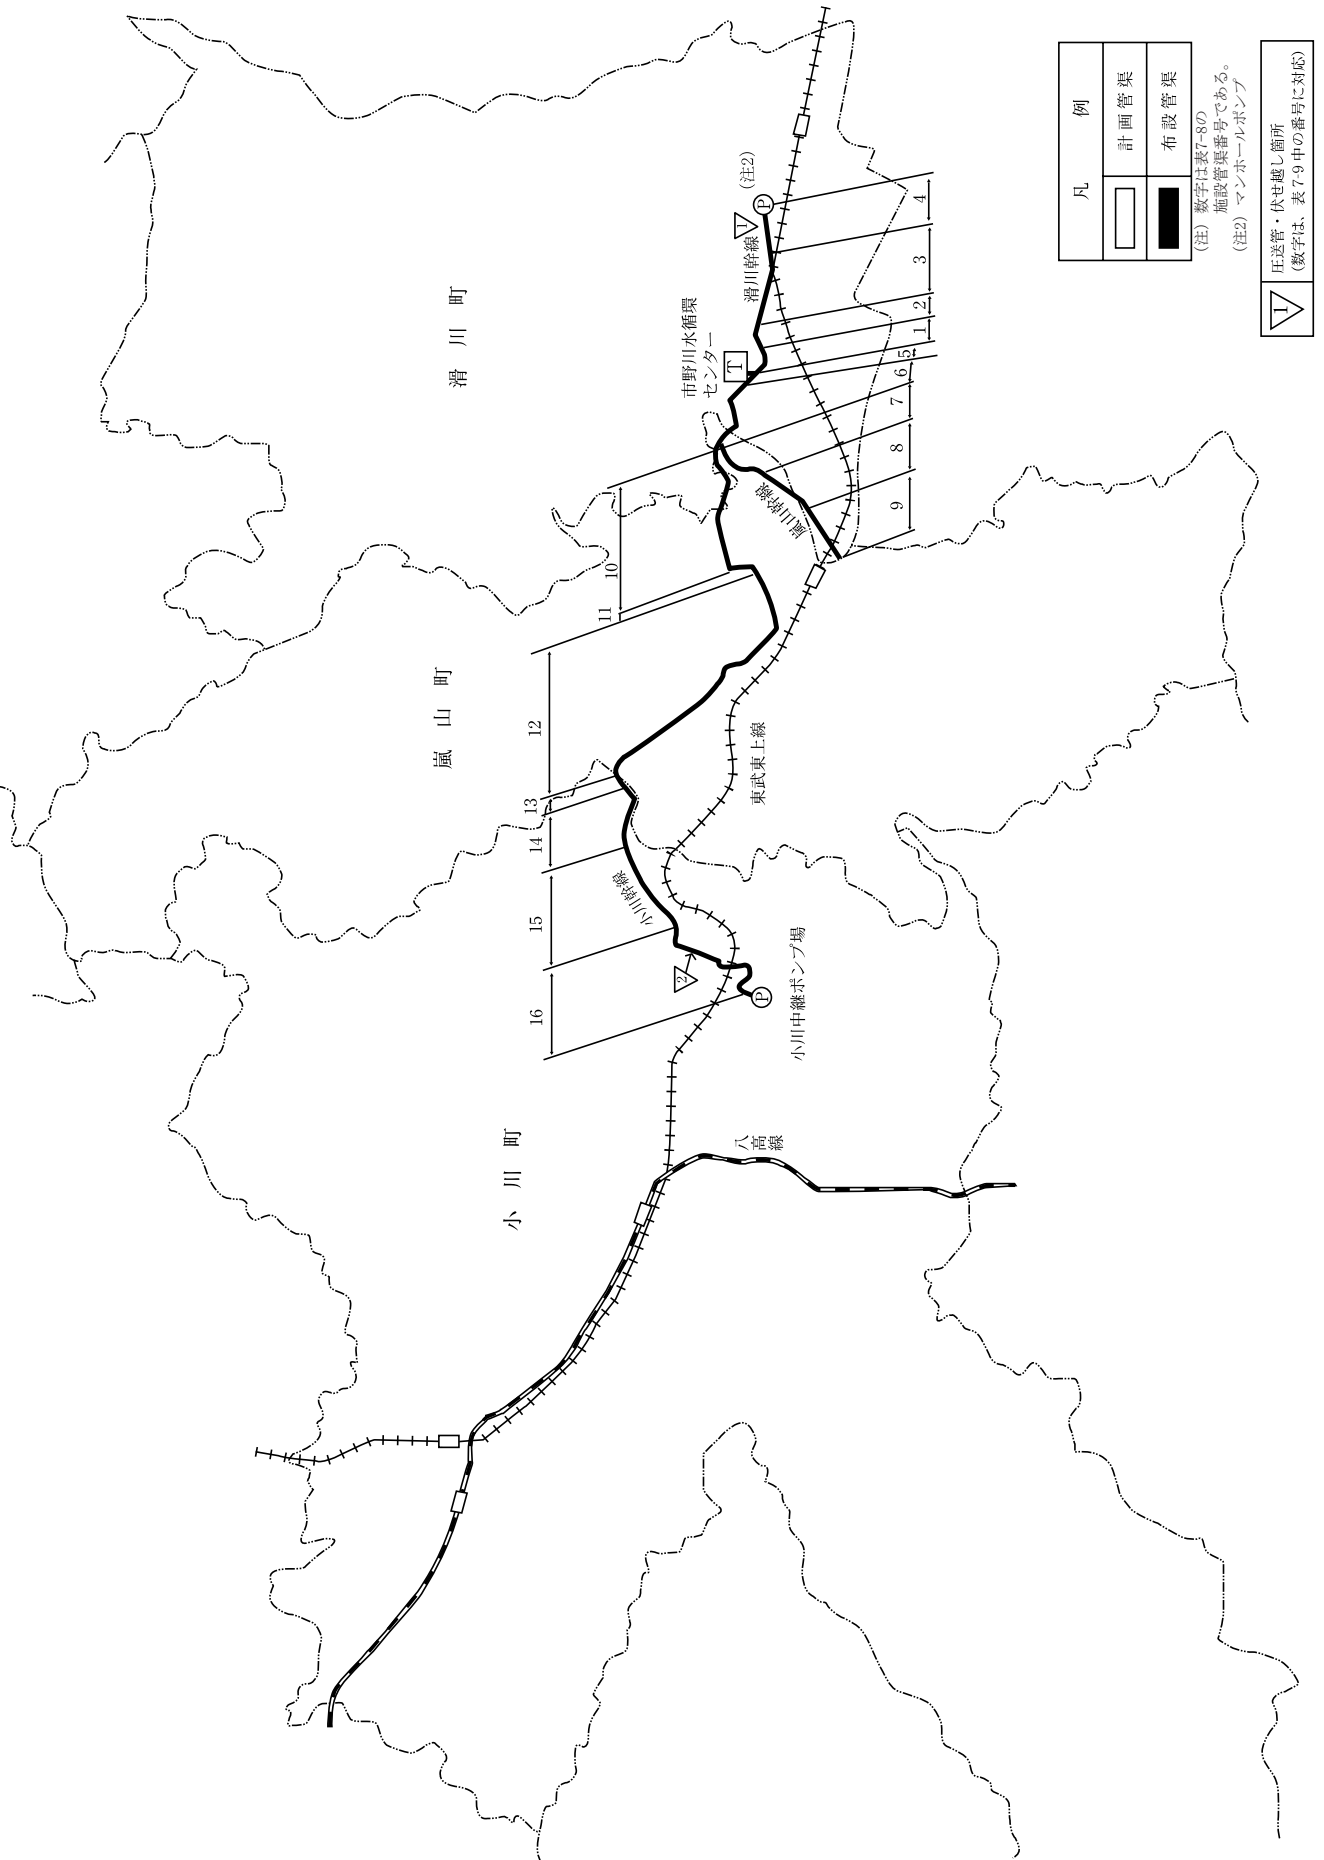 滑川町
嵐山町
小川町
(注2)
P
1
滑川幹線
市野川水循環
センター
T
嵐山幹線
4
3
2
1
5
6
7
8
9
10
11
12
13
14
15
16
東武東上線
小川幹線
2
P
小川中継ポンプ場
八高線
凡例
計画管渠
布設管渠
(注) 数字は表7-8の
施設管渠番号である。
(注2) マンホールポンプ
1
圧送管・伏せ越し箇所
(数字は、表7-9中の番号に対応)